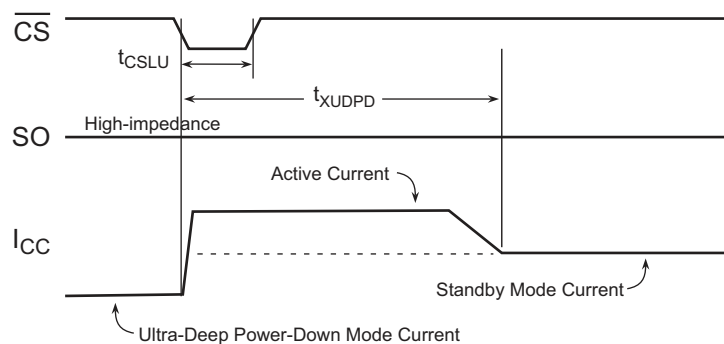 CS
tCSLU
tXUDPD
High-impedance
SO
Active Current
ICC
Standby Mode Current
Ultra-Deep Power-Down Mode Current